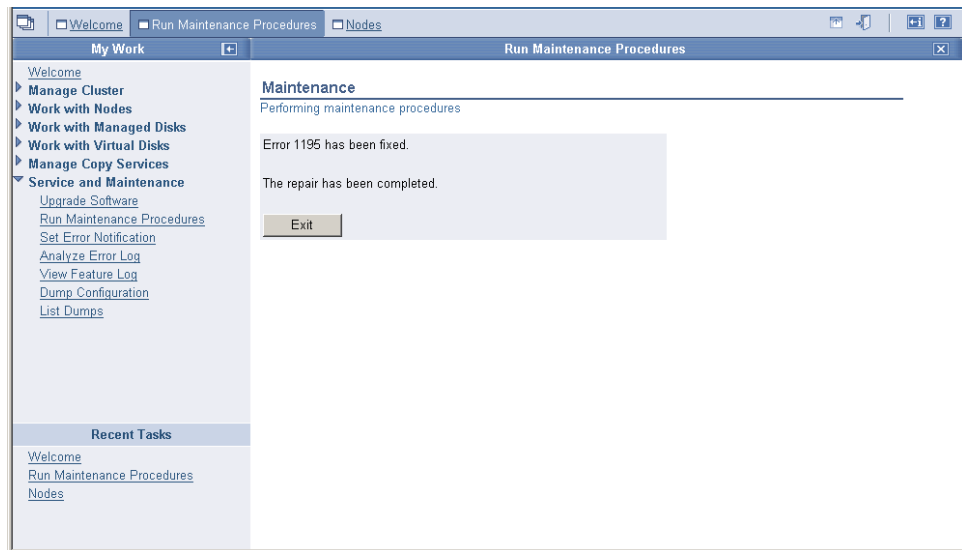 Welcome
Run Maintenance Procedures
Nodes
My Work
Run Maintenance Procedures
Welcome
Manage Cluster
Work with Nodes
Work with Managed Disks
Work with Virtual Disks
Manage Copy Services
Service and Maintenance
Upgrade Software
Run Maintenance Procedures
Set Error Notification
Analyze Error Log
View Feature Log
Dump Configuration
List Dumps
Recent Tasks
Welcome
Run Maintenance Procedures
Nodes
Maintenance
Performing maintenance procedures
Error 1195 has been fixed.
The repair has been completed.
Exit